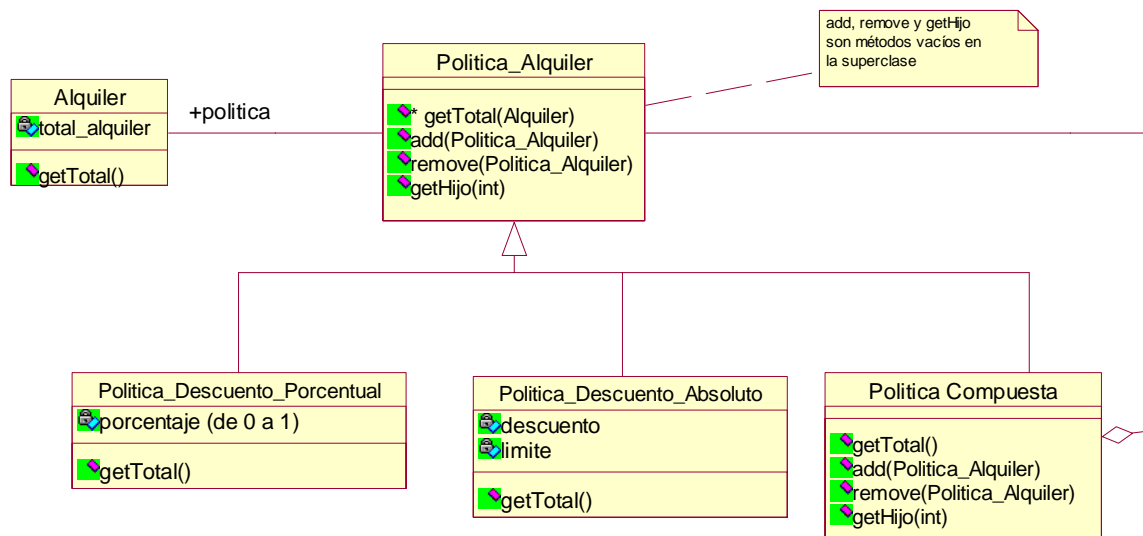 add, remove y getHijo
son métodos vacíos en
la superclase
Politica_Alquiler
* getTotal(Alquiler)
add(Politica_Alquiler)
remove(Politica_Alquiler)
getHijo(int)
Alquiler
total_alquiler
getTotal()
+politica
Politica_Descuento_Porcentual
porcentaje (de 0 a 1)
getTotal()
Politica_Descuento_Absoluto
descuento
limite
getTotal()
Politica Compuesta
getTotal()
add(Politica_Alquiler)
remove(Politica_Alquiler)
getHijo(int)